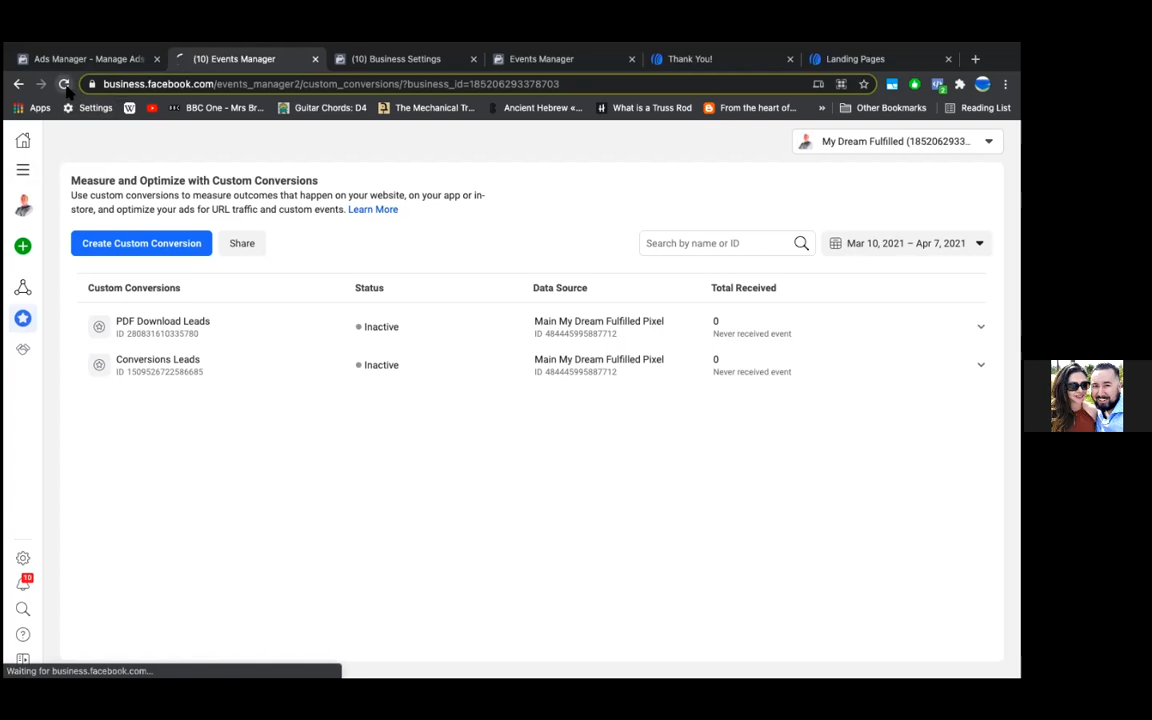 Ads Manager - Manage Ads
(10) Events Manager
(10) Business Settings
Events Manager
Thank You!
Landing Pages
business.facebook.com/events_manager2/custom_conversions/?business_id=185206293378703
Apps
Settings
BBC One - Mrs Br...
Guitar Chords: D4
The Mechanical Tr...
Ancient Hebrew «...
What is a Truss Rod
From the heart of...
»
Other Bookmarks
Reading List
My Dream Fulfilled (1852062933...
Measure and Optimize with Custom Conversions
Use custom conversions to measure outcomes that happen on your website, on your app or in-
store, and optimize your ads for URL traffic and custom events. Learn More
Create Custom Conversion
Share
Search by name or ID
Mar 10, 2021 – Apr 7, 2021
Custom Conversions
Status
Data Source
Total Received
PDF Download Leads
ID 280831610335780
Inactive
Main My Dream Fulfilled Pixel
ID 484445995887712
0
Never received event
Conversions Leads
ID 1509526722586685
Inactive
Main My Dream Fulfilled Pixel
ID 484445995887712
0
Never received event
10
Waiting for business.facebook.com...